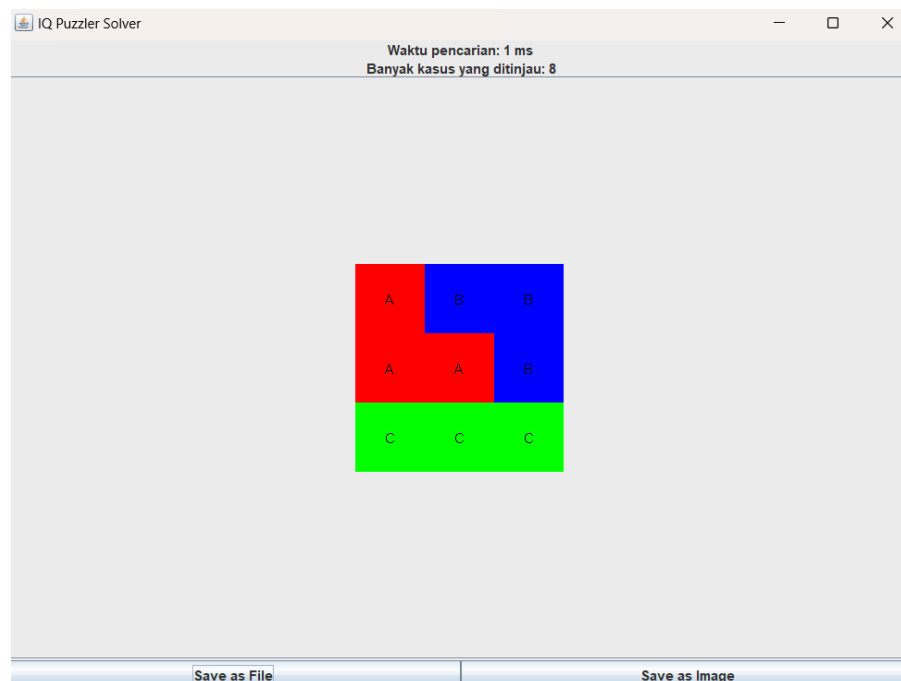 IQ Puzzler Solver
Waktu pencarian: 1 ms
Banyak kasus yang ditinjau: 8
A B B
A A B
C C C
Save as File Save as Image